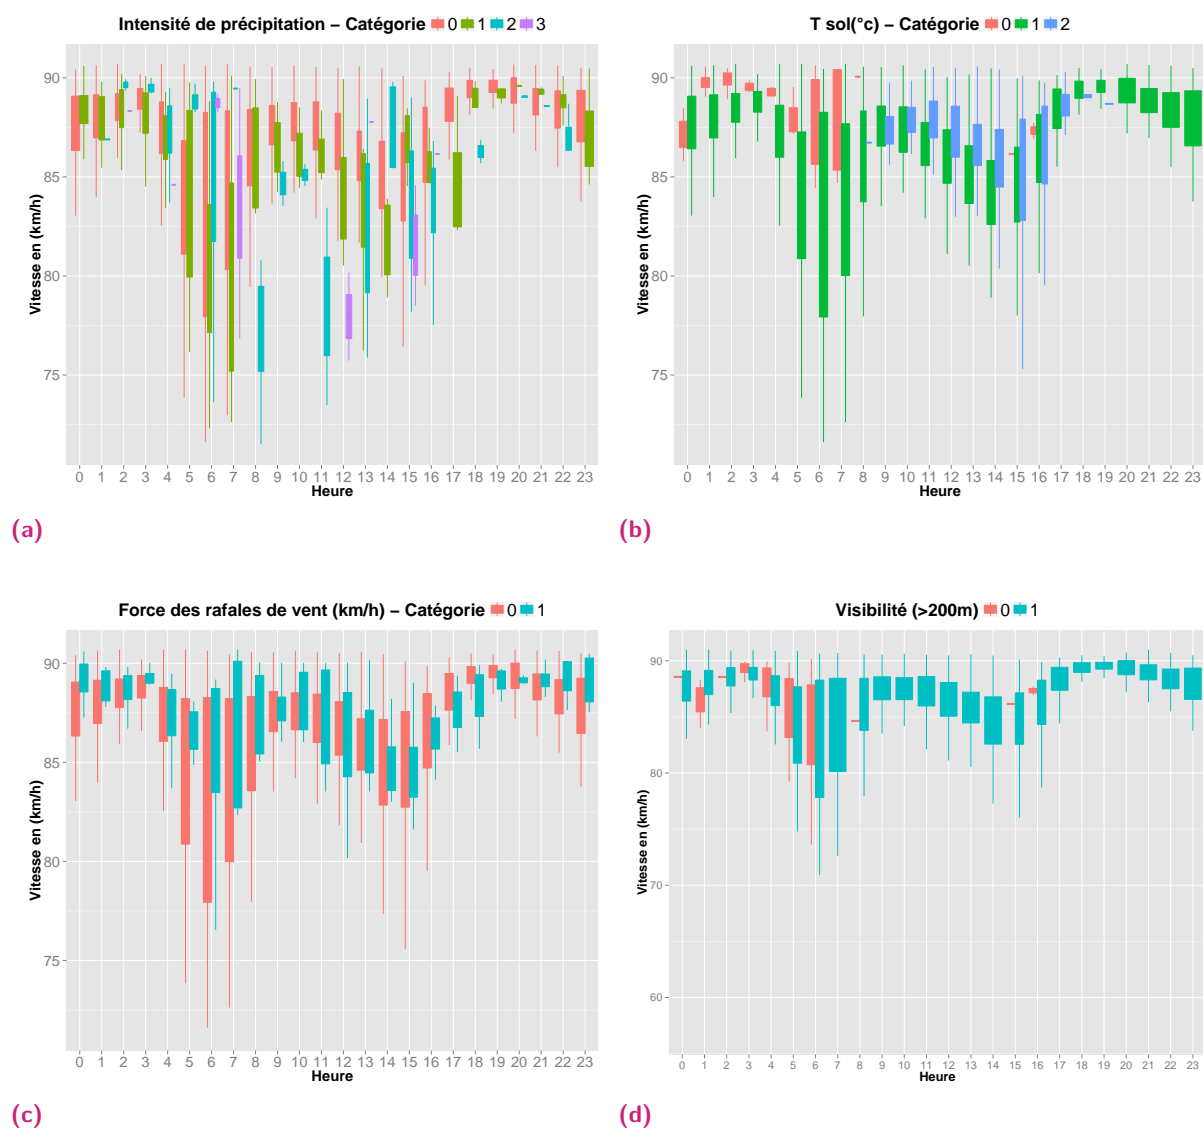 Intensité de précipitation – Catégorie 0 1 2 3
90
85
80
75
Vitesse en (km/h)
0 1 2 3 4 5 6 7 8 9 10 11 12 13 14 15 16 17 18 19 20 21 22 23
Heure
(a)
T sol(°c) – Catégorie 0 1 2
90
85
80
75
Vitesse en (km/h)
0 1 2 3 4 5 6 7 8 9 10 11 12 13 14 15 16 17 18 19 20 21 22 23
Heure
(b)
Force des rafales de vent (km/h) – Catégorie 0 1
90
85
80
75
Vitesse en (km/h)
0 1 2 3 4 5 6 7 8 9 10 11 12 13 14 15 16 17 18 19 20 21 22 23
Heure
(c)
Visibilité (>200m) 0 1
90
80
70
60
Vitesse en (km/h)
0 1 2 3 4 5 6 7 8 9 10 11 12 13 14 15 16 17 18 19 20 21 22 23
Heure
(d)